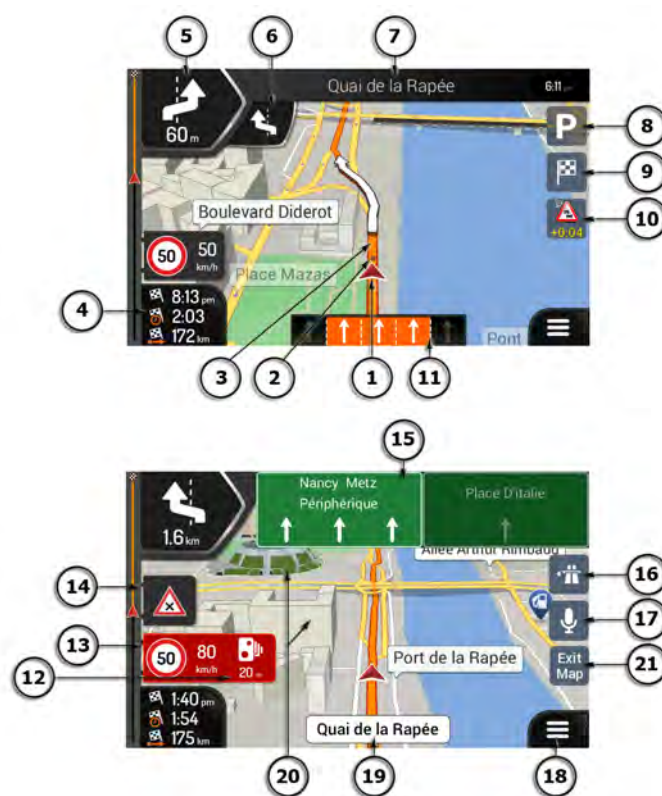 5
6
7
Quai de la Rapée
6:11 pm
60 m
P
8
9
+0:04
10
Boulevard Diderot
50
50
km/h
Place Mazas
8:13 pm
2:03
172 km
4
Pont
3
2
1
11
15
Nancy Metz
Périphérique
Place D'italie
1.6 km
Allée Arthur Rimbaud
14
16
13
50
80
km/h
20 m
17
12
Port de la Rapée
Exit
Map
21
1:40 pm
1:54
175 km
Quai de la Rapée
20
19
18